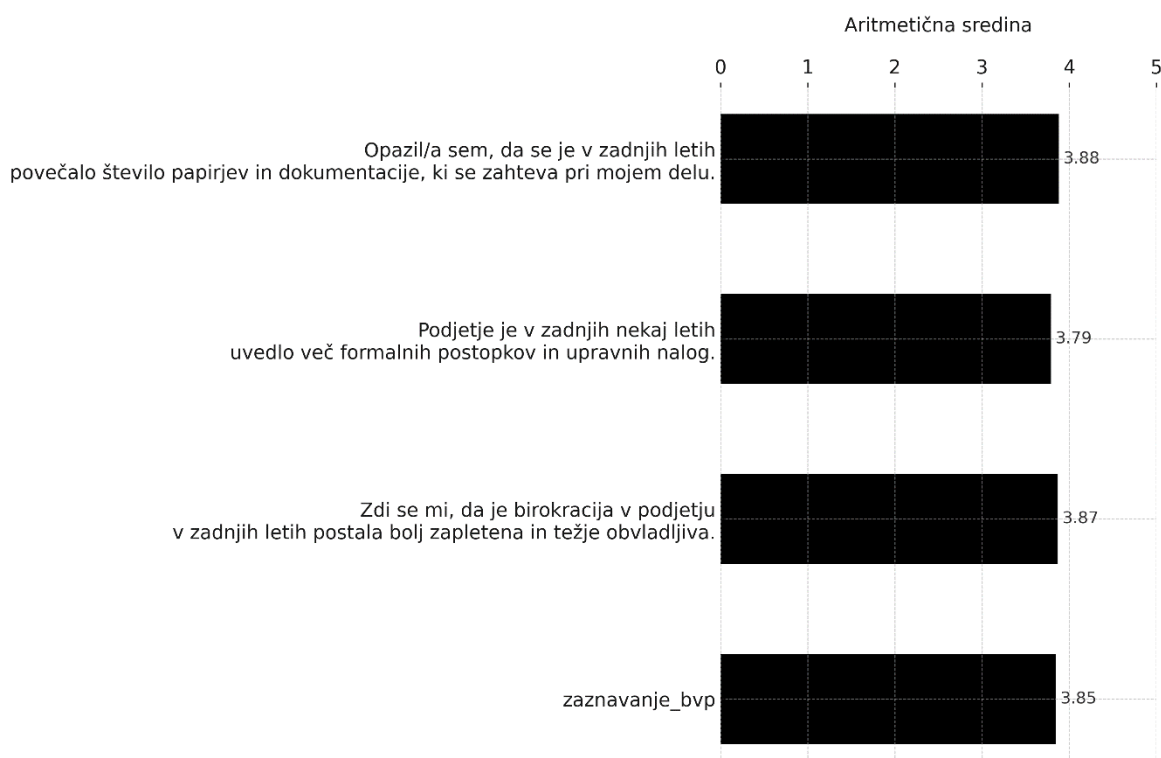 Aritmetična sredina
0 1 2 3 4 5
Opazil/a sem, da se je v zadnjih letih
povečalo število papirjev in dokumentacije, ki se zahteva pri mojem delu.
3.88
Podjetje je v zadnjih nekaj letih
uvedlo več formalnih postopkov in upravnih nalog.
3.79
Zdi se mi, da je birokracija v podjetju
v zadnjih letih postala bolj zapletena in težje obvladljiva.
3.87
zaznavanje_bvp
3.85